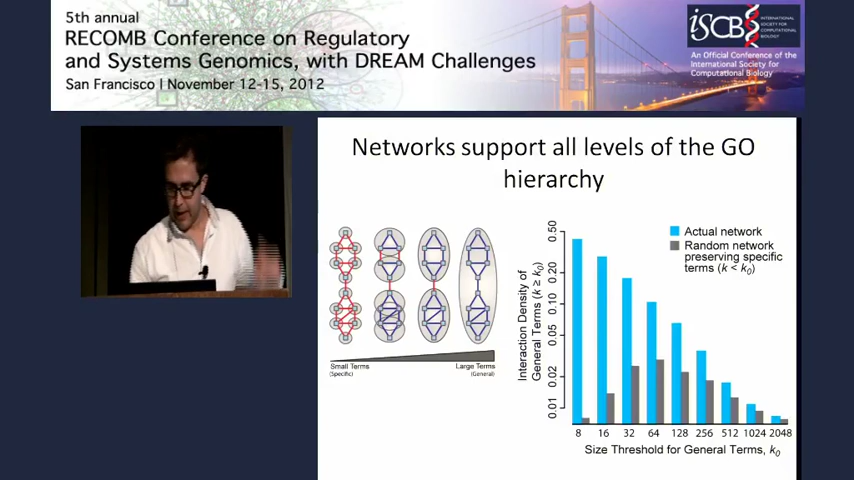 5th annual
RECOMB Conference on Regulatory
and Systems Genomics, with DREAM Challenges
San Francisco I November 12-15, 2012
iSCB
INTERNATIONAL
SOCIETY FOR
COMPUTATIONAL
BIOLOGY
An Official Conference of the
International Society for
Computational Biology
Networks support all levels of the GO
hierarchy
Small Terms
(Specific)
Large Terms
(General)
Interaction Density of
General Terms (k ≥ k₀)
0.50
0.20
0.10
0.05
0.02
0.01
Actual network
Random network
preserving specific
terms (k < k₀)
8 16 32 64 128 256 512 1024 2048
Size Threshold for General Terms, k₀